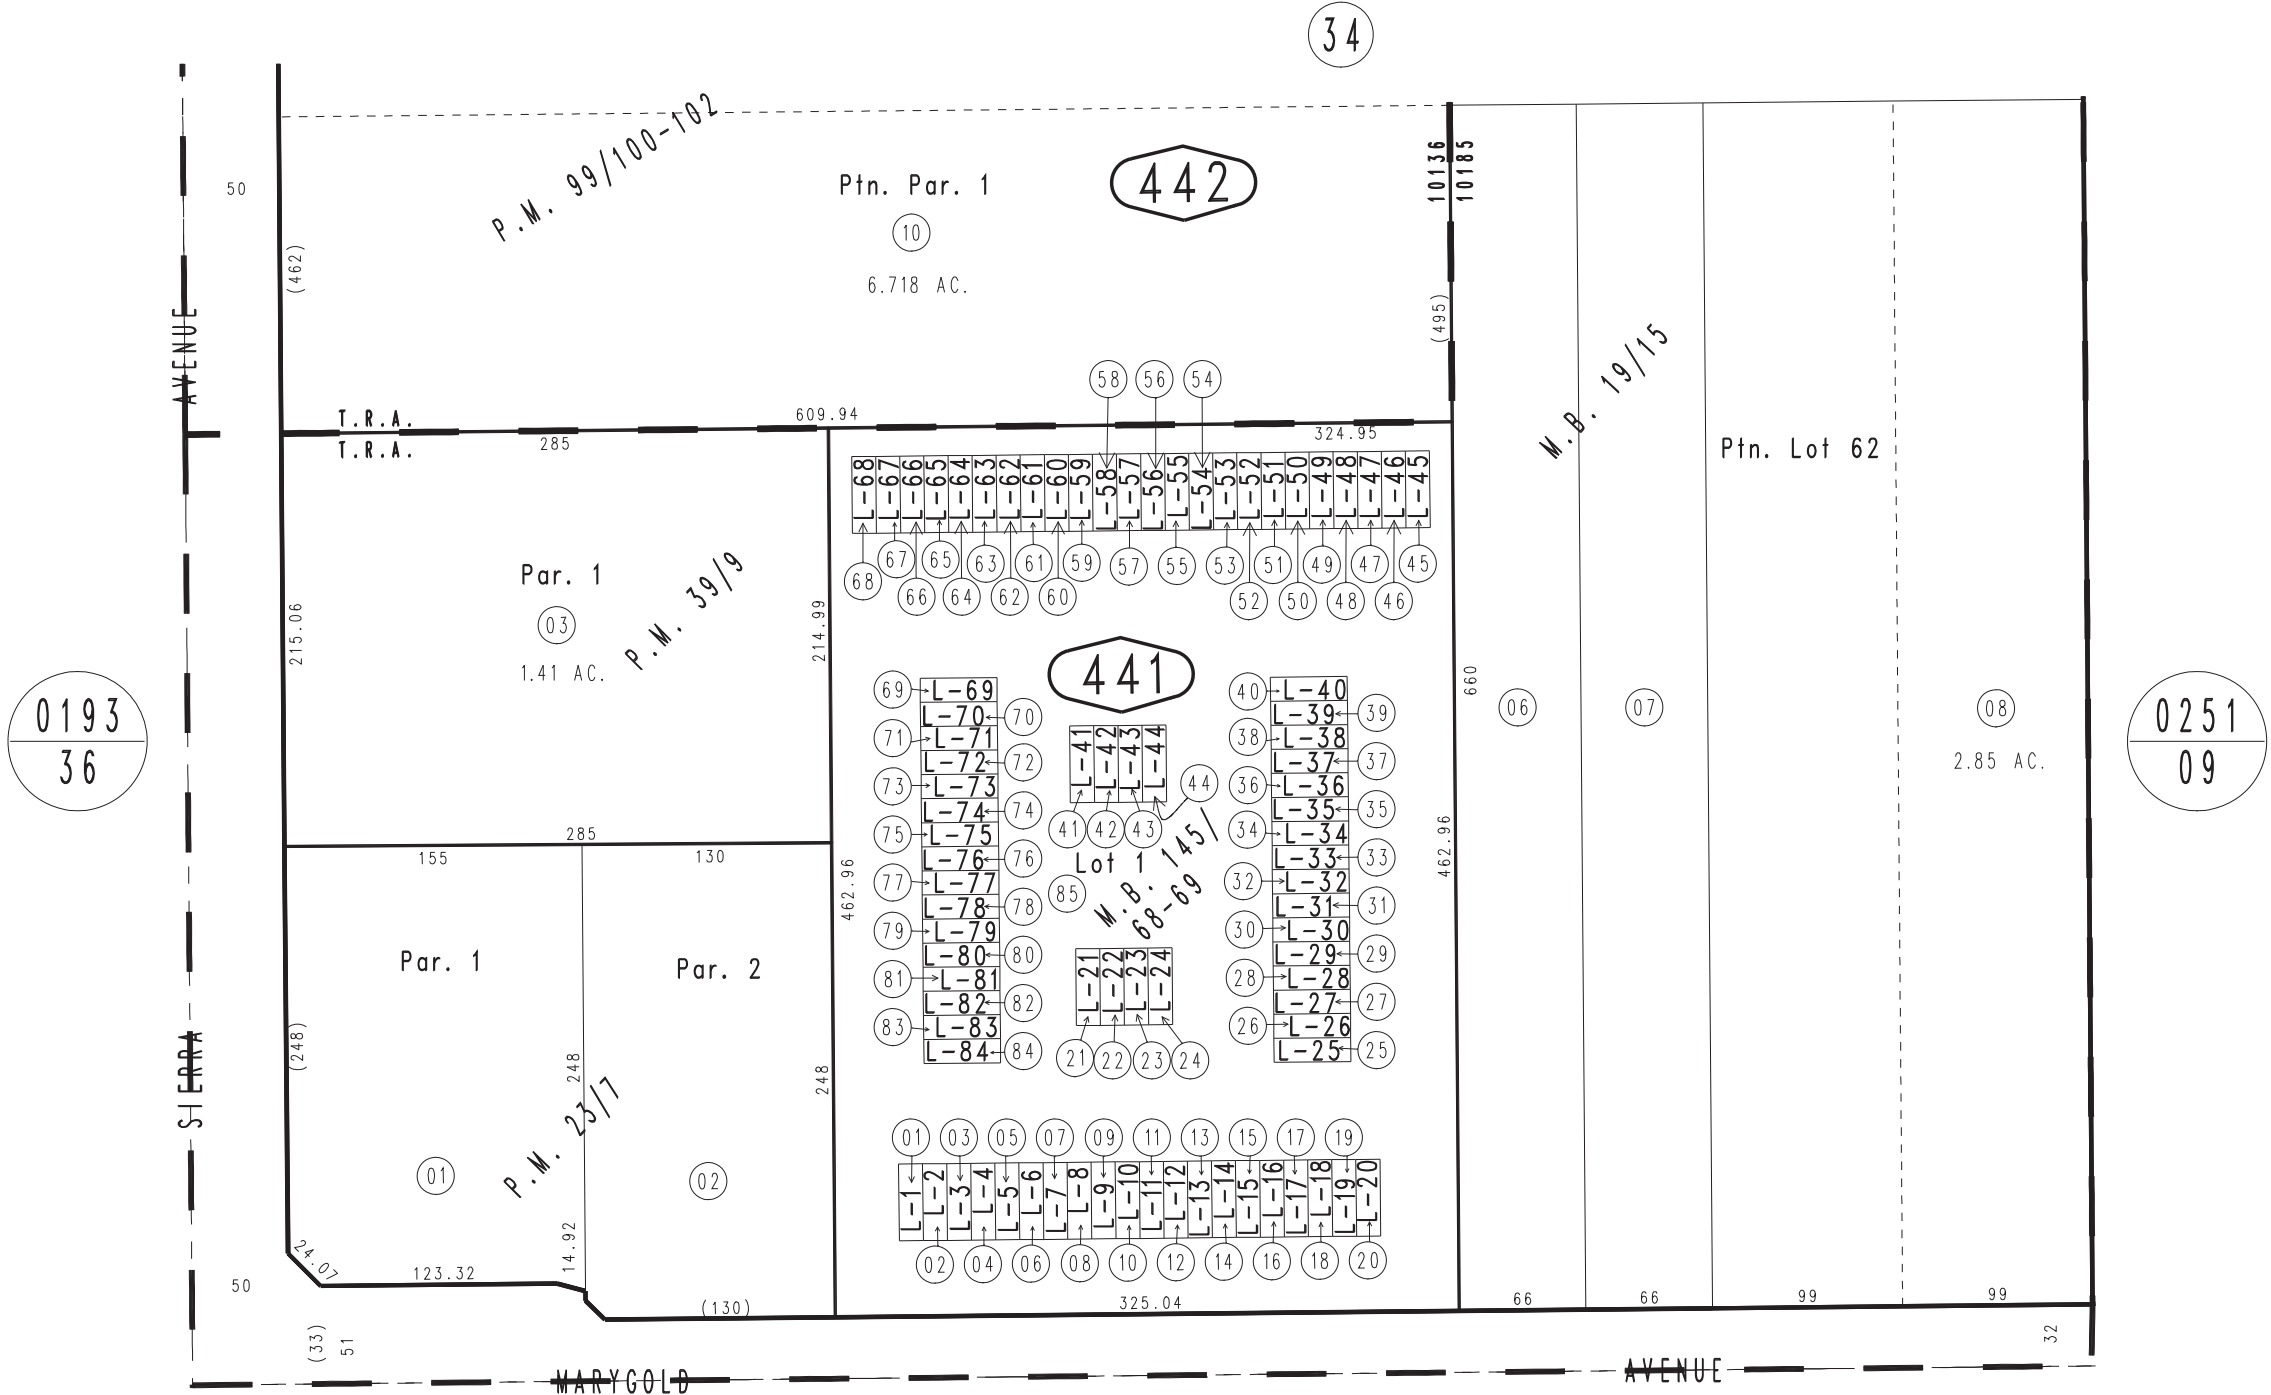 34
P.M. 99/100-102
Ptn. Par. 1
442
10
6.718 AC.
10136
10185
50
(462)
AVENUE
(495)
M.B. 19/15
Ptn. Lot 62
T.R.A.
T.R.A.
609.94
285
324.95
58 56 54
L-68 L-67 L-66 L-65 L-64 L-63 L-62 L-61 L-60 L-59 L-58 L-57 L-56 L-55 L-54 L-53 L-52 L-51 L-50 L-49 L-48 L-47 L-46 L-45
67 65 63 61 59 57 55 53 51 49 47 45
68 66 64 62 60 52 50 48 46
Par. 1
03
1.41 AC.
P.M. 39/9
215.06
214.99
441
660
0193
36
06
07
08
2.85 AC.
0251
09
69 L-69
L-70 70
71 L-71
L-72 72
73 L-73
L-74 74
75 L-75
L-76 76
77 L-77
L-78 78
79 L-79
L-80 80
81 L-81
L-82 82
83 L-83
L-84 84
L-41 L-42 L-43 L-44
41 42 43 44
Lot 1
85
M.B. 145/
68-69
L-21 L-22 L-23 L-24
21 22 23 24
40 L-40
L-39 39
38 L-38
L-37 37
36 L-36
L-35 35
34 L-34
L-33 33
32 L-32
L-31 31
30 L-30
L-29 29
28 L-28
L-27 27
26 L-26
L-25 25
285
155
130
462.96
462.96
Par. 1
Par. 2
(248)
248
248
SIERRA
P.M. 23/7
01
02
01 03 05 07 09 11 13 15 17 19
L-1 L-2 L-3 L-4 L-5 L-6 L-7 L-8 L-9 L-10 L-11 L-12 L-13 L-14 L-15 L-16 L-17 L-18 L-19 L-20
02 04 06 08 10 12 14 16 18 20
24.07
123.32
14.92
50
(130)
325.04
66
66
99
99
(33)
51
32
MARYGOLD
AVENUE